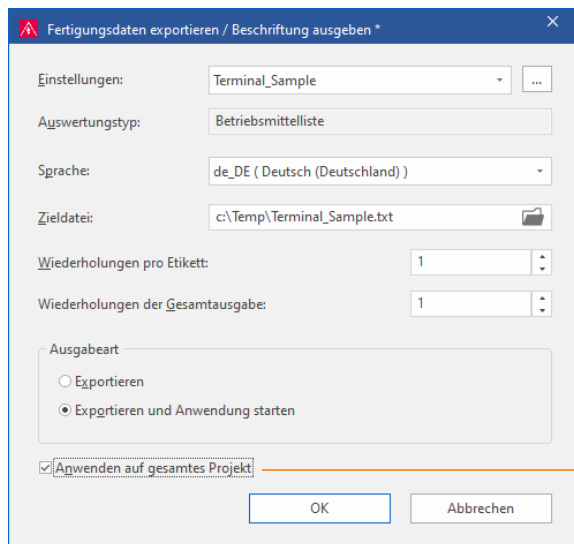 Fertigungsdaten exportieren / Beschriftung ausgeben *
Einstellungen: Terminal_Sample ...
Auswertungstyp: Betriebsmittelliste
Sprache: de_DE ( Deutsch (Deutschland) )
Zieldatei: c:\Temp\Terminal_Sample.txt
Wiederholungen pro Etikett: 1
Wiederholungen der Gesamtausgabe: 1
Ausgabeart
Exportieren
Exportieren und Anwendung starten
Anwenden auf gesamtes Projekt
OK Abbrechen